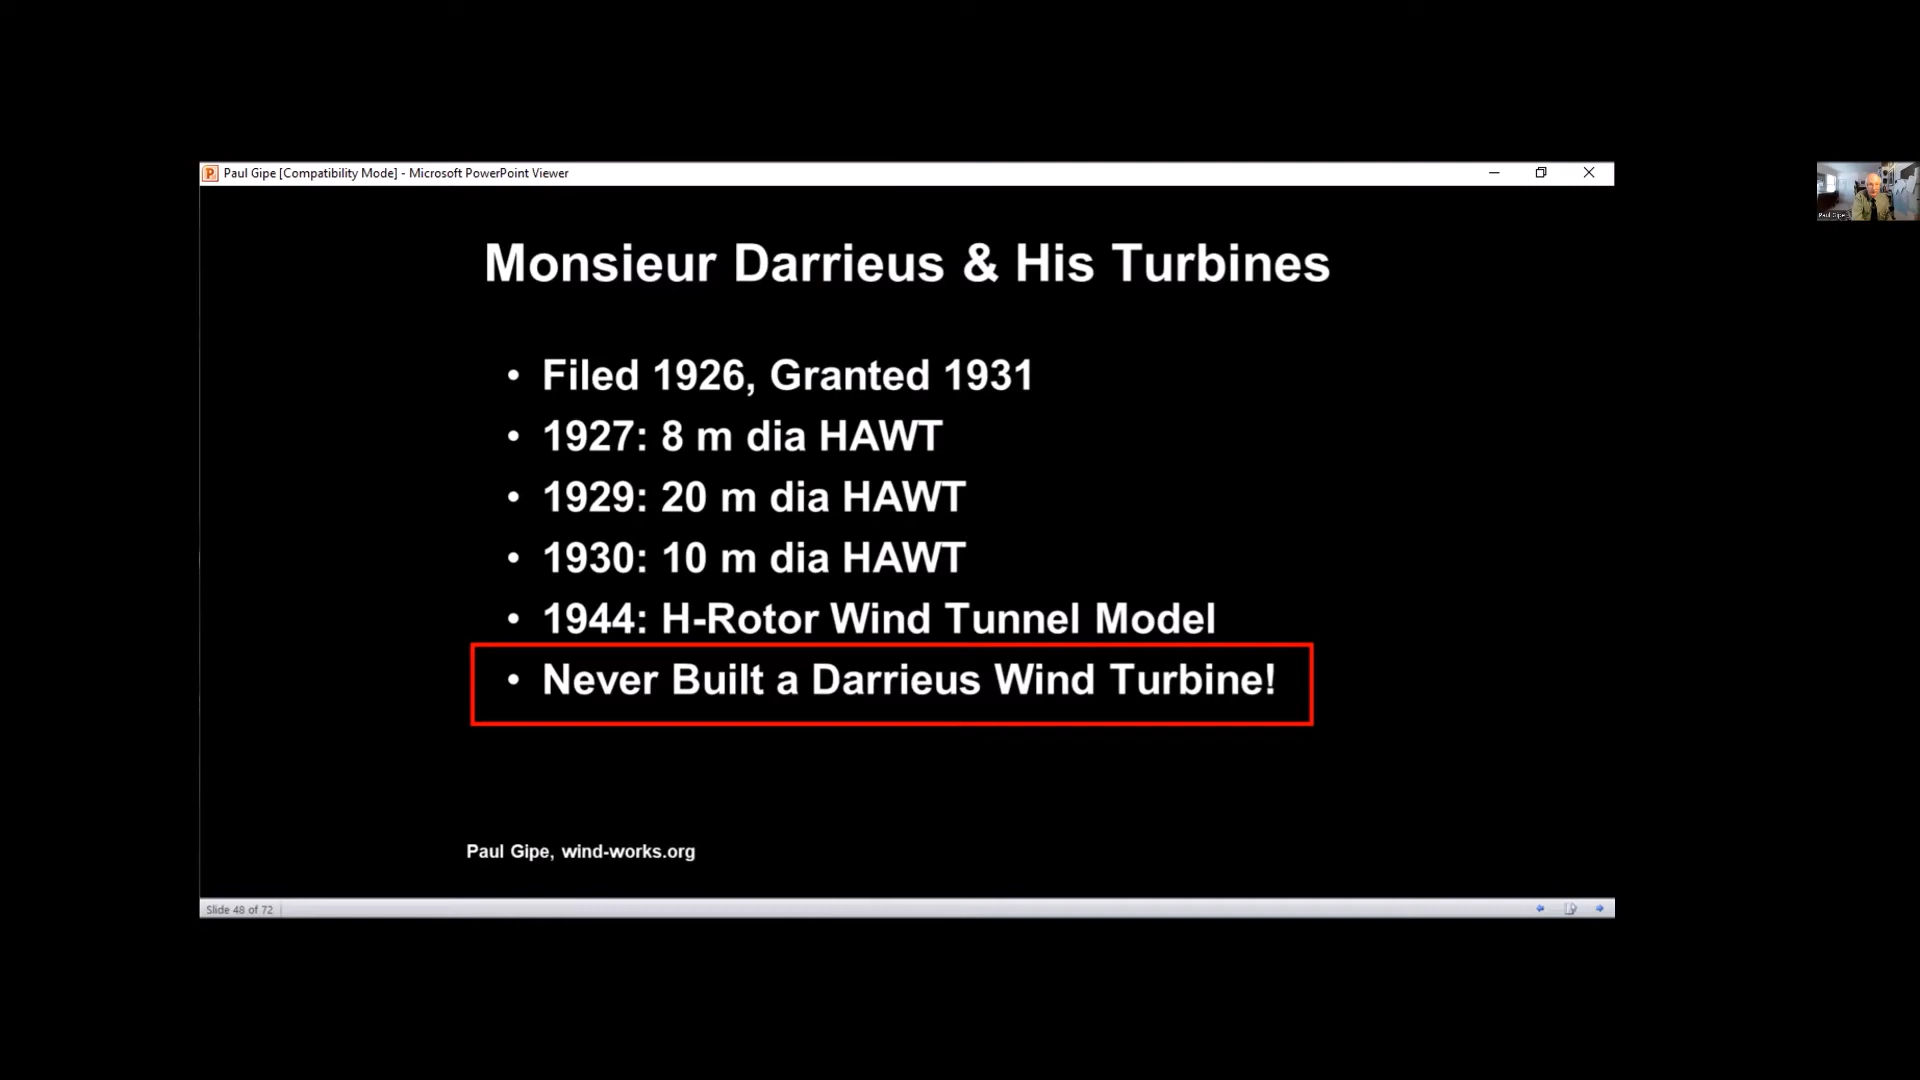 Paul Gipe [Compatibility Mode] - Microsoft PowerPoint Viewer
Monsieur Darrieus & His Turbines
• Filed 1926, Granted 1931
• 1927: 8 m dia HAWT
• 1929: 20 m dia HAWT
• 1930: 10 m dia HAWT
• 1944: H-Rotor Wind Tunnel Model
• Never Built a Darrieus Wind Turbine!
Paul Gipe, wind-works.org
Slide 48 of 72
Paul Gipe